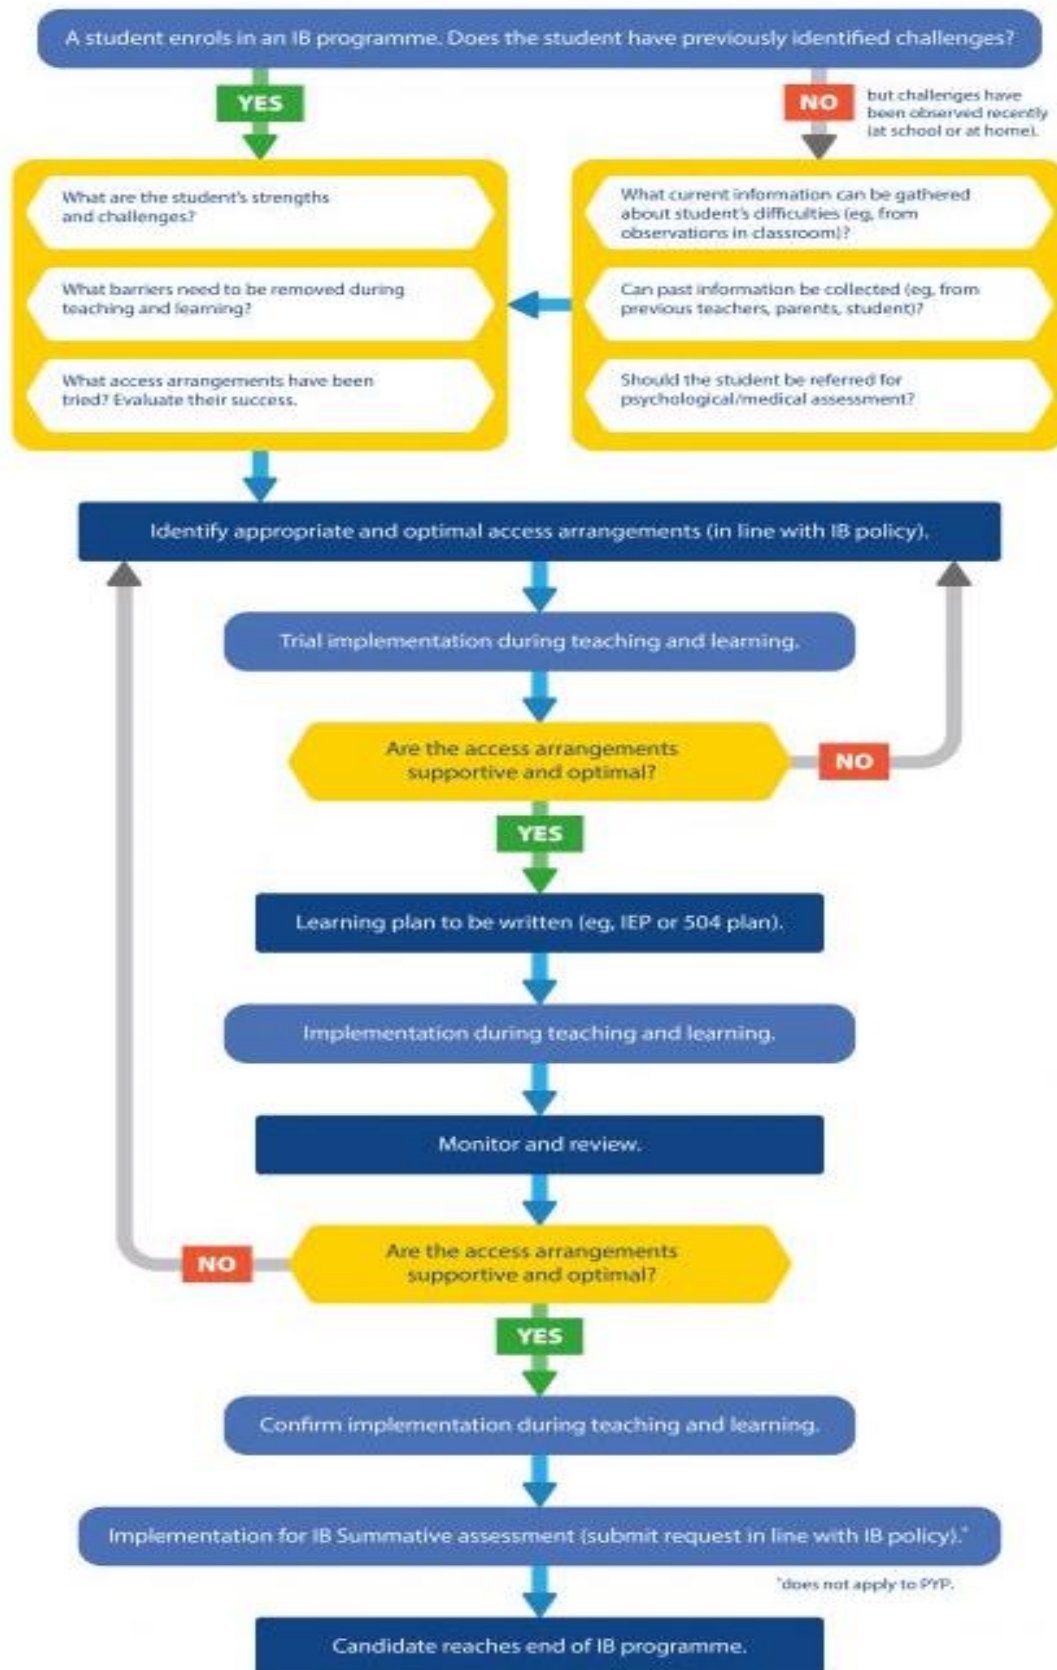 A student enrols in an IB programme. Does the student have previously identified challenges?
YES
NO
but challenges have
been observed recently
(at school or at home).
What are the student's strengths
and challenges?
What barriers need to be removed during
teaching and learning?
What access arrangements have been
tried? Evaluate their success.
What current information can be gathered
about student's difficulties (eg, from
observations in classroom)?
Can past information be collected (eg, from
previous teachers, parents, student)?
Should the student be referred for
psychological/medical assessment?
Identify appropriate and optimal access arrangements (in line with IB policy).
Trial implementation during teaching and learning.
Are the access arrangements
supportive and optimal?
NO
YES
Learning plan to be written (eg, IEP or 504 plan).
Implementation during teaching and learning.
Monitor and review.
Are the access arrangements
supportive and optimal?
NO
YES
Confirm implementation during teaching and learning.
Implementation for IB Summative assessment (submit request in line with IB policy).*
*does not apply to PYP.
Candidate reaches end of IB programme.